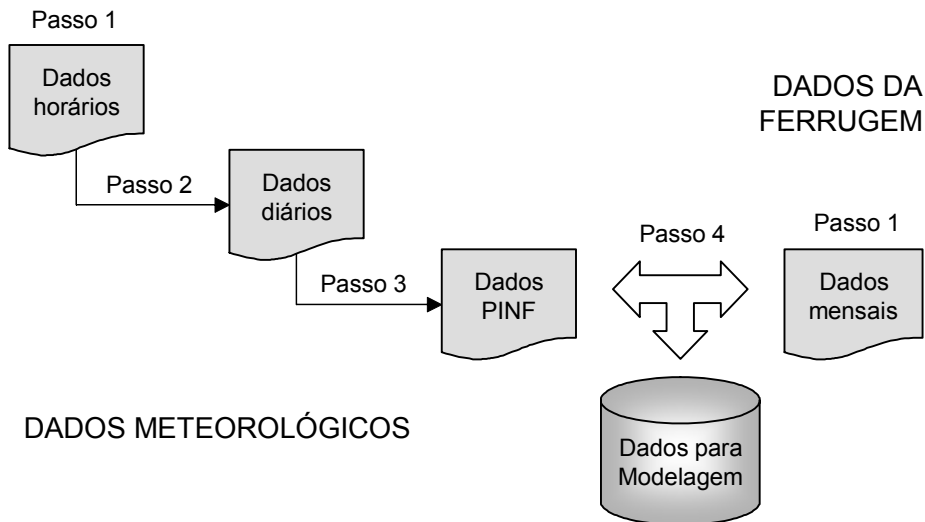 Passo 1
Dados
horários
DADOS DA
FERRUGEM
Passo 2
Dados
diários
Passo 3
Dados
PINF
Passo 4
Passo 1
Dados
mensais
DADOS METEOROLÓGICOS
Dados para
Modelagem